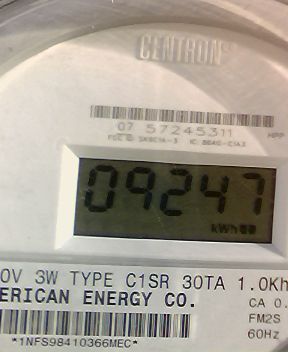 CENTRON
07 57245311
09247
kWh
0V 3W TYPE C1SR 30TA 1.0Kh
ERICAN ENERGY CO.
CA 0.
FM2S
60Hz
*1NFS98410366MEC*